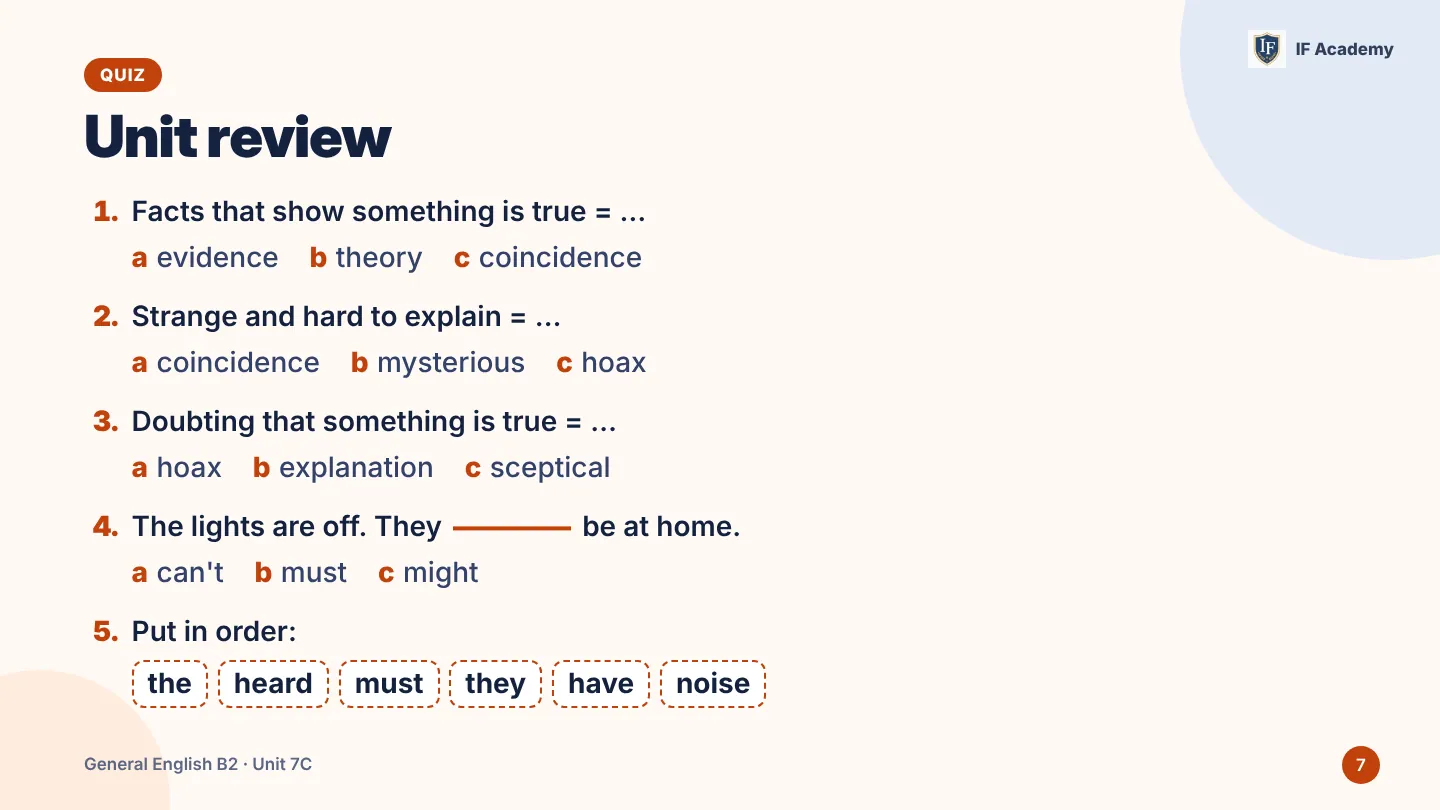 IF Academy
QUIZ
Unit review
1. Facts that show something is true = ...
a evidence b theory c coincidence
2. Strange and hard to explain = ...
a coincidence b mysterious c hoax
3. Doubting that something is true = ...
a hoax b explanation c sceptical
4. The lights are off. They ______ be at home.
a can't b must c might
5. Put in order:
the heard must they have noise
General English B2 · Unit 7C
7